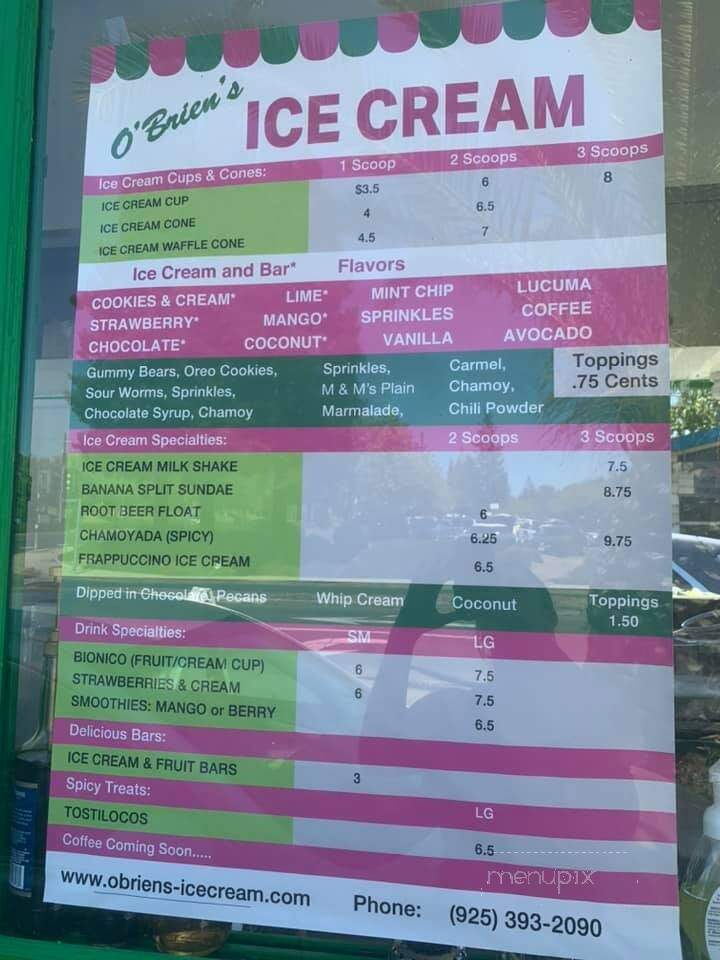 O'Brien's ICE CREAM
Ice Cream Cups & Cones: 1 Scoop 2 Scoops 3 Scoops
ICE CREAM CUP $3.5 6 8
ICE CREAM CONE 4 6.5
ICE CREAM WAFFLE CONE 4.5 7
Ice Cream and Bar* Flavors
COOKIES & CREAM* LIME* MINT CHIP LUCUMA
STRAWBERRY* MANGO* SPRINKLES COFFEE
CHOCOLATE* COCONUT* VANILLA AVOCADO
Gummy Bears, Oreo Cookies, Sprinkles, Carmel, Toppings
Sour Worms, Sprinkles, M & M's Plain Chamoy, .75 Cents
Chocolate Syrup, Chamoy Marmalade, Chili Powder
Ice Cream Specialties: 2 Scoops 3 Scoops
ICE CREAM MILK SHAKE 7.5
BANANA SPLIT SUNDAE 8.75
ROOT BEER FLOAT 6
CHAMOYADA (SPICY) 6.25 9.75
FRAPPUCCINO ICE CREAM 6.5
Dipped in Chocolate, Pecans Whip Cream Coconut Toppings
1.50
Drink Specialties: SM LG
BIONICO (FRUIT/CREAM CUP) 6 7.5
STRAWBERRIES & CREAM 6 7.5
SMOOTHIES: MANGO or BERRY 6.5
Delicious Bars:
ICE CREAM & FRUIT BARS 3
Spicy Treats: LG
TOSTILOCOS 6.5
Coffee Coming Soon.....
menupix
www.obriens-icecream.com Phone: (925) 393-2090